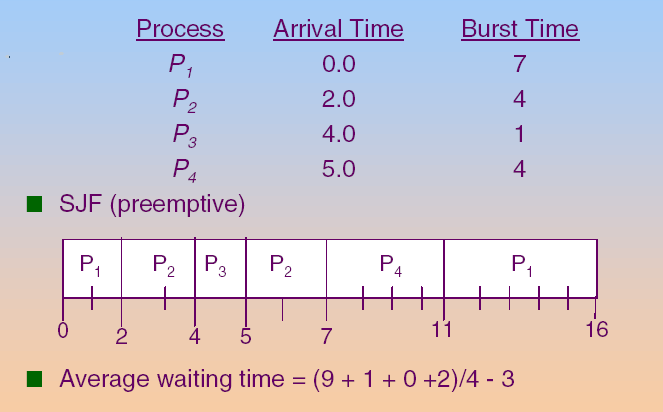 Process Arrival Time Burst Time
P1 0.0 7
P2 2.0 4
P3 4.0 1
P4 5.0 4
SJF (preemptive)
P1 P2 P3 P2 P4 P1
0 2 4 5 7 11 16
Average waiting time = (9 + 1 + 0 +2)/4 - 3